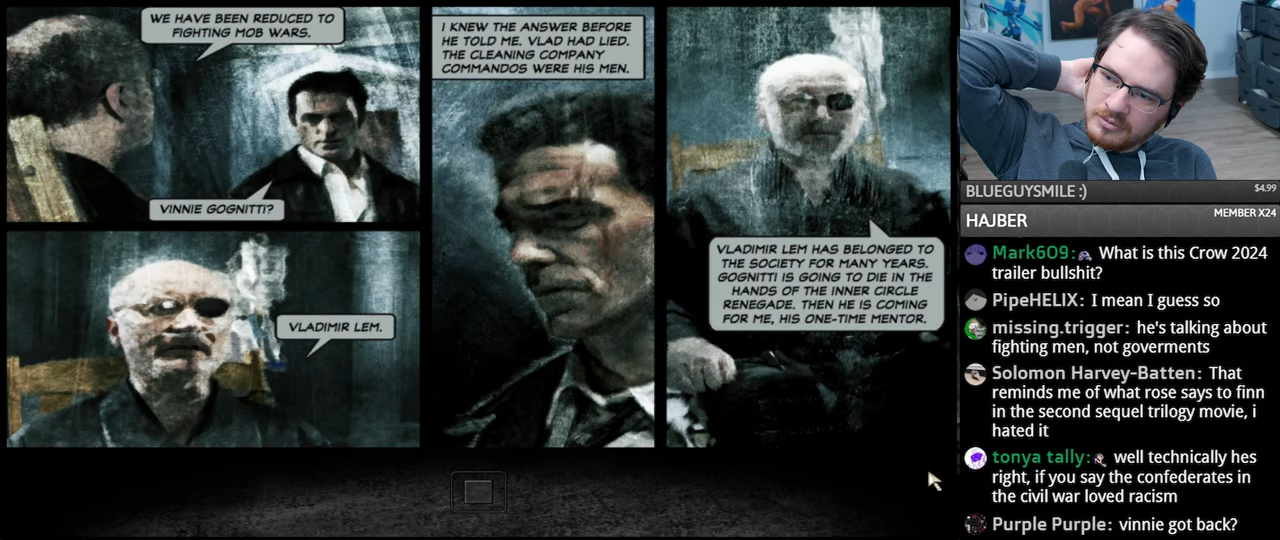 WE HAVE BEEN REDUCED TO
FIGHTING MOB WARS.
VINNIE GOGNITTI?
VLADIMIR LEM.
I KNEW THE ANSWER BEFORE
HE TOLD ME. VLAD HAD LIED.
THE CLEANING COMPANY
COMMANDOS WERE HIS MEN.
VLADIMIR LEM HAS BELONGED TO
THE SOCIETY FOR MANY YEARS.
GOGNITTI IS GOING TO DIE IN THE
HANDS OF THE INNER CIRCLE
RENEGADE. THEN HE IS COMING
FOR ME, HIS ONE-TIME MENTOR.
BLUEGUYSMILE :) $4.99
HAJBER MEMBER X24
Mark609: What is this Crow 2024
trailer bullshit?
PipeHELIX: I mean I guess so
missing.trigger: he's talking about
fighting men, not goverments
Solomon Harvey-Batten: That
reminds me of what rose says to finn
in the second sequel trilogy movie, i
hated it
tonya tally: well technically hes
right, if you say the confederates in
the civil war loved racism
Purple Purple: vinnie got back?